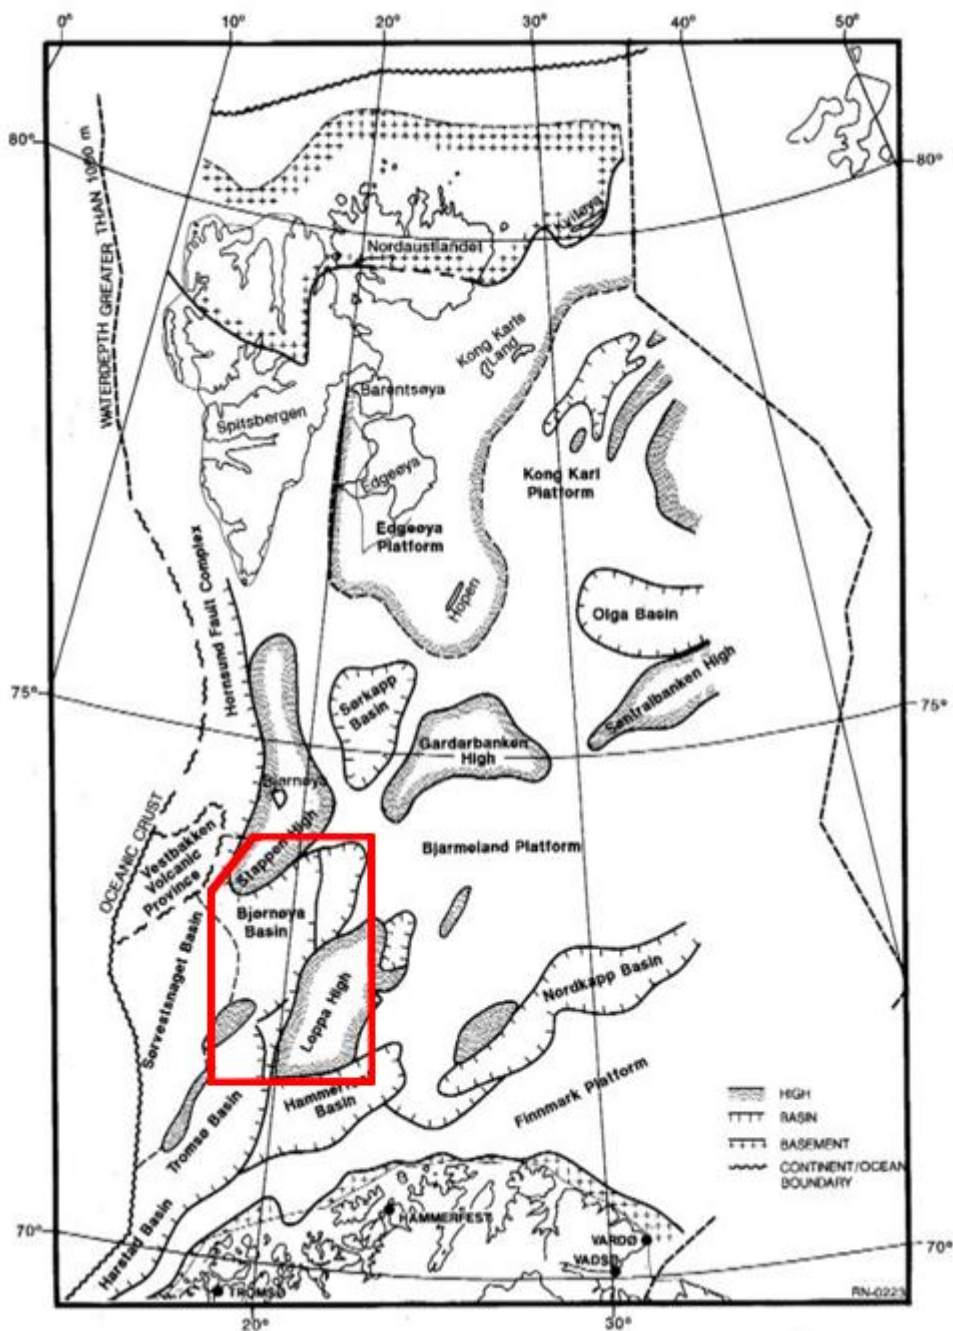 0°
10°
20°
30°
40°
50°
80°
80°
WATERDEPTH GREATER THAN 1000 m
Kvitøya
Nordaustlandet
Kong Karls
Land
Barentsøya
Spitsbergen
Edgeøya
Kong Karl
Platform
Edgeøya
Platform
Hornsund Fault Complex
Hopen
Olga Basin
Sentralbanken High
75°
75°
Sørkapp
Basin
Gardarbanken
High
Bjørnøya
OCEANIC CRUST
Vestbakken
Volcanic
Province
Stappen High
Bjarmeland Platform
Bjørnøya
Basin
Sørvestsnaget Basin
Nordkapp Basin
Loppa High
Finnmark Platform
HIGH
BASIN
BASEMENT
CONTINENT/OCEAN
BOUNDARY
Basin
Tromsø Basin
Harstad Basin
HAMMERFEST
VARDØ
VADSØ
TROMSØ
70°
70°
RN-0223
20°
30°